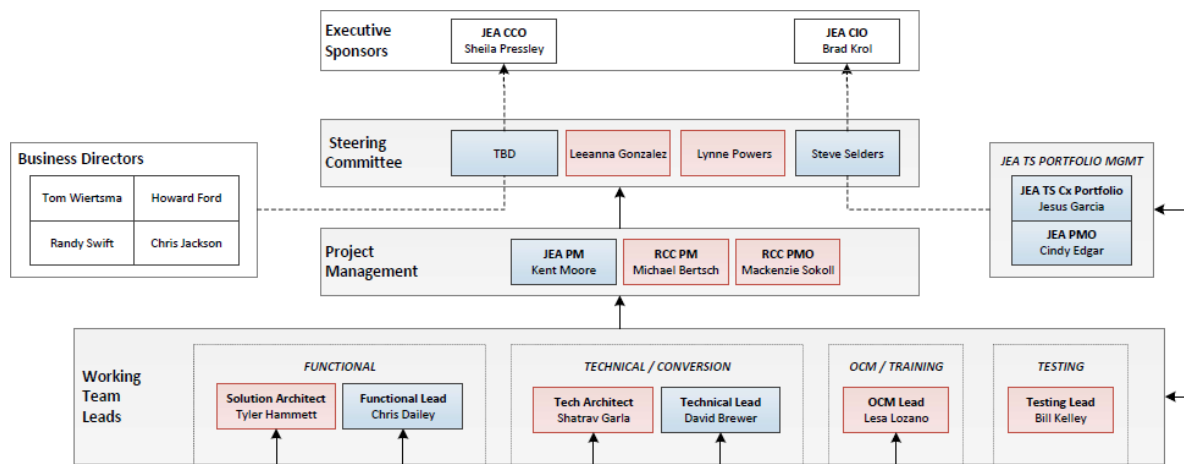 Executive
Sponsors
JEA CCO
Sheila Pressley
JEA CIO
Brad Krol
Steering
Committee
TBD
Leeanna Gonzalez
Lynne Powers
Steve Selders
Business Directors
Tom Wiertsma
Howard Ford
Randy Swift
Chris Jackson
JEA TS PORTFOLIO MGMT
JEA TS Cx Portfolio
Jesus Garcia
JEA PMO
Cindy Edgar
Project
Management
JEA PM
Kent Moore
RCC PM
Michael Bertsch
RCC PMO
Mackenzie Sokoll
Working
Team
Leads
FUNCTIONAL
Solution Architect
Tyler Hammett
Functional Lead
Chris Dailey
TECHNICAL / CONVERSION
Tech Architect
Shatrav Garla
Technical Lead
David Brewer
OCM / TRAINING
OCM Lead
Lesa Lozano
TESTING
Testing Lead
Bill Kelley